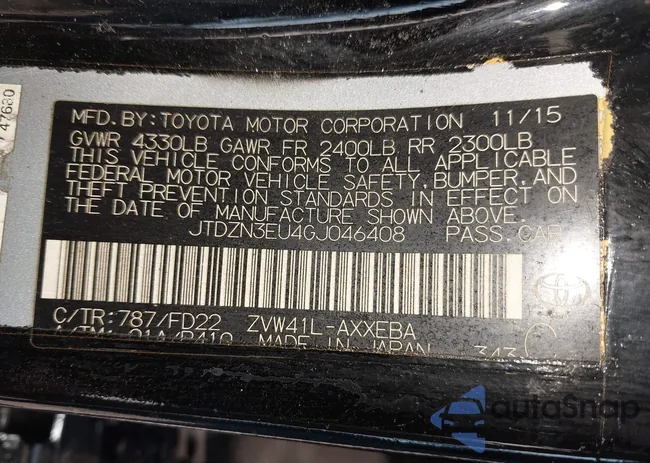 47680
MFD. BY: TOYOTA MOTOR CORPORATION 11/15
GVWR 4330LB GAWR FR 2400LB RR 2300LB
THIS VEHICLE CONFORMS TO ALL APPLICABLE
FEDERAL MOTOR VEHICLE SAFETY, BUMPER, AND
THEFT PREVENTION STANDARDS IN EFFECT ON
THE DATE OF MANUFACTURE SHOWN ABOVE.
JTDZN3EU4GJ046408 PASS. CAR
C/TR: 787/FD22 ZVW41L-AXXEBA
MADE IN JAPAN
autoSnap